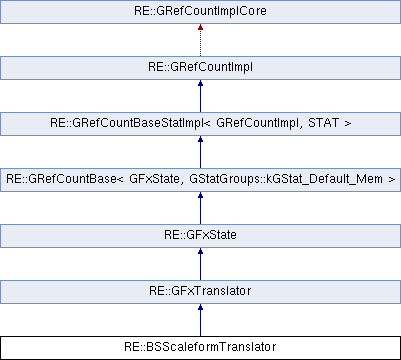 RE::GRefCountImplCore
RE::GRefCountImpl
RE::GRefCountBaseStatImpl< GRefCountImpl, STAT >
RE::GRefCountBase< GFxState, GStatGroups::kGStat_Default_Mem >
RE::GFxState
RE::GFxTranslator
RE::BSScaleformTranslator